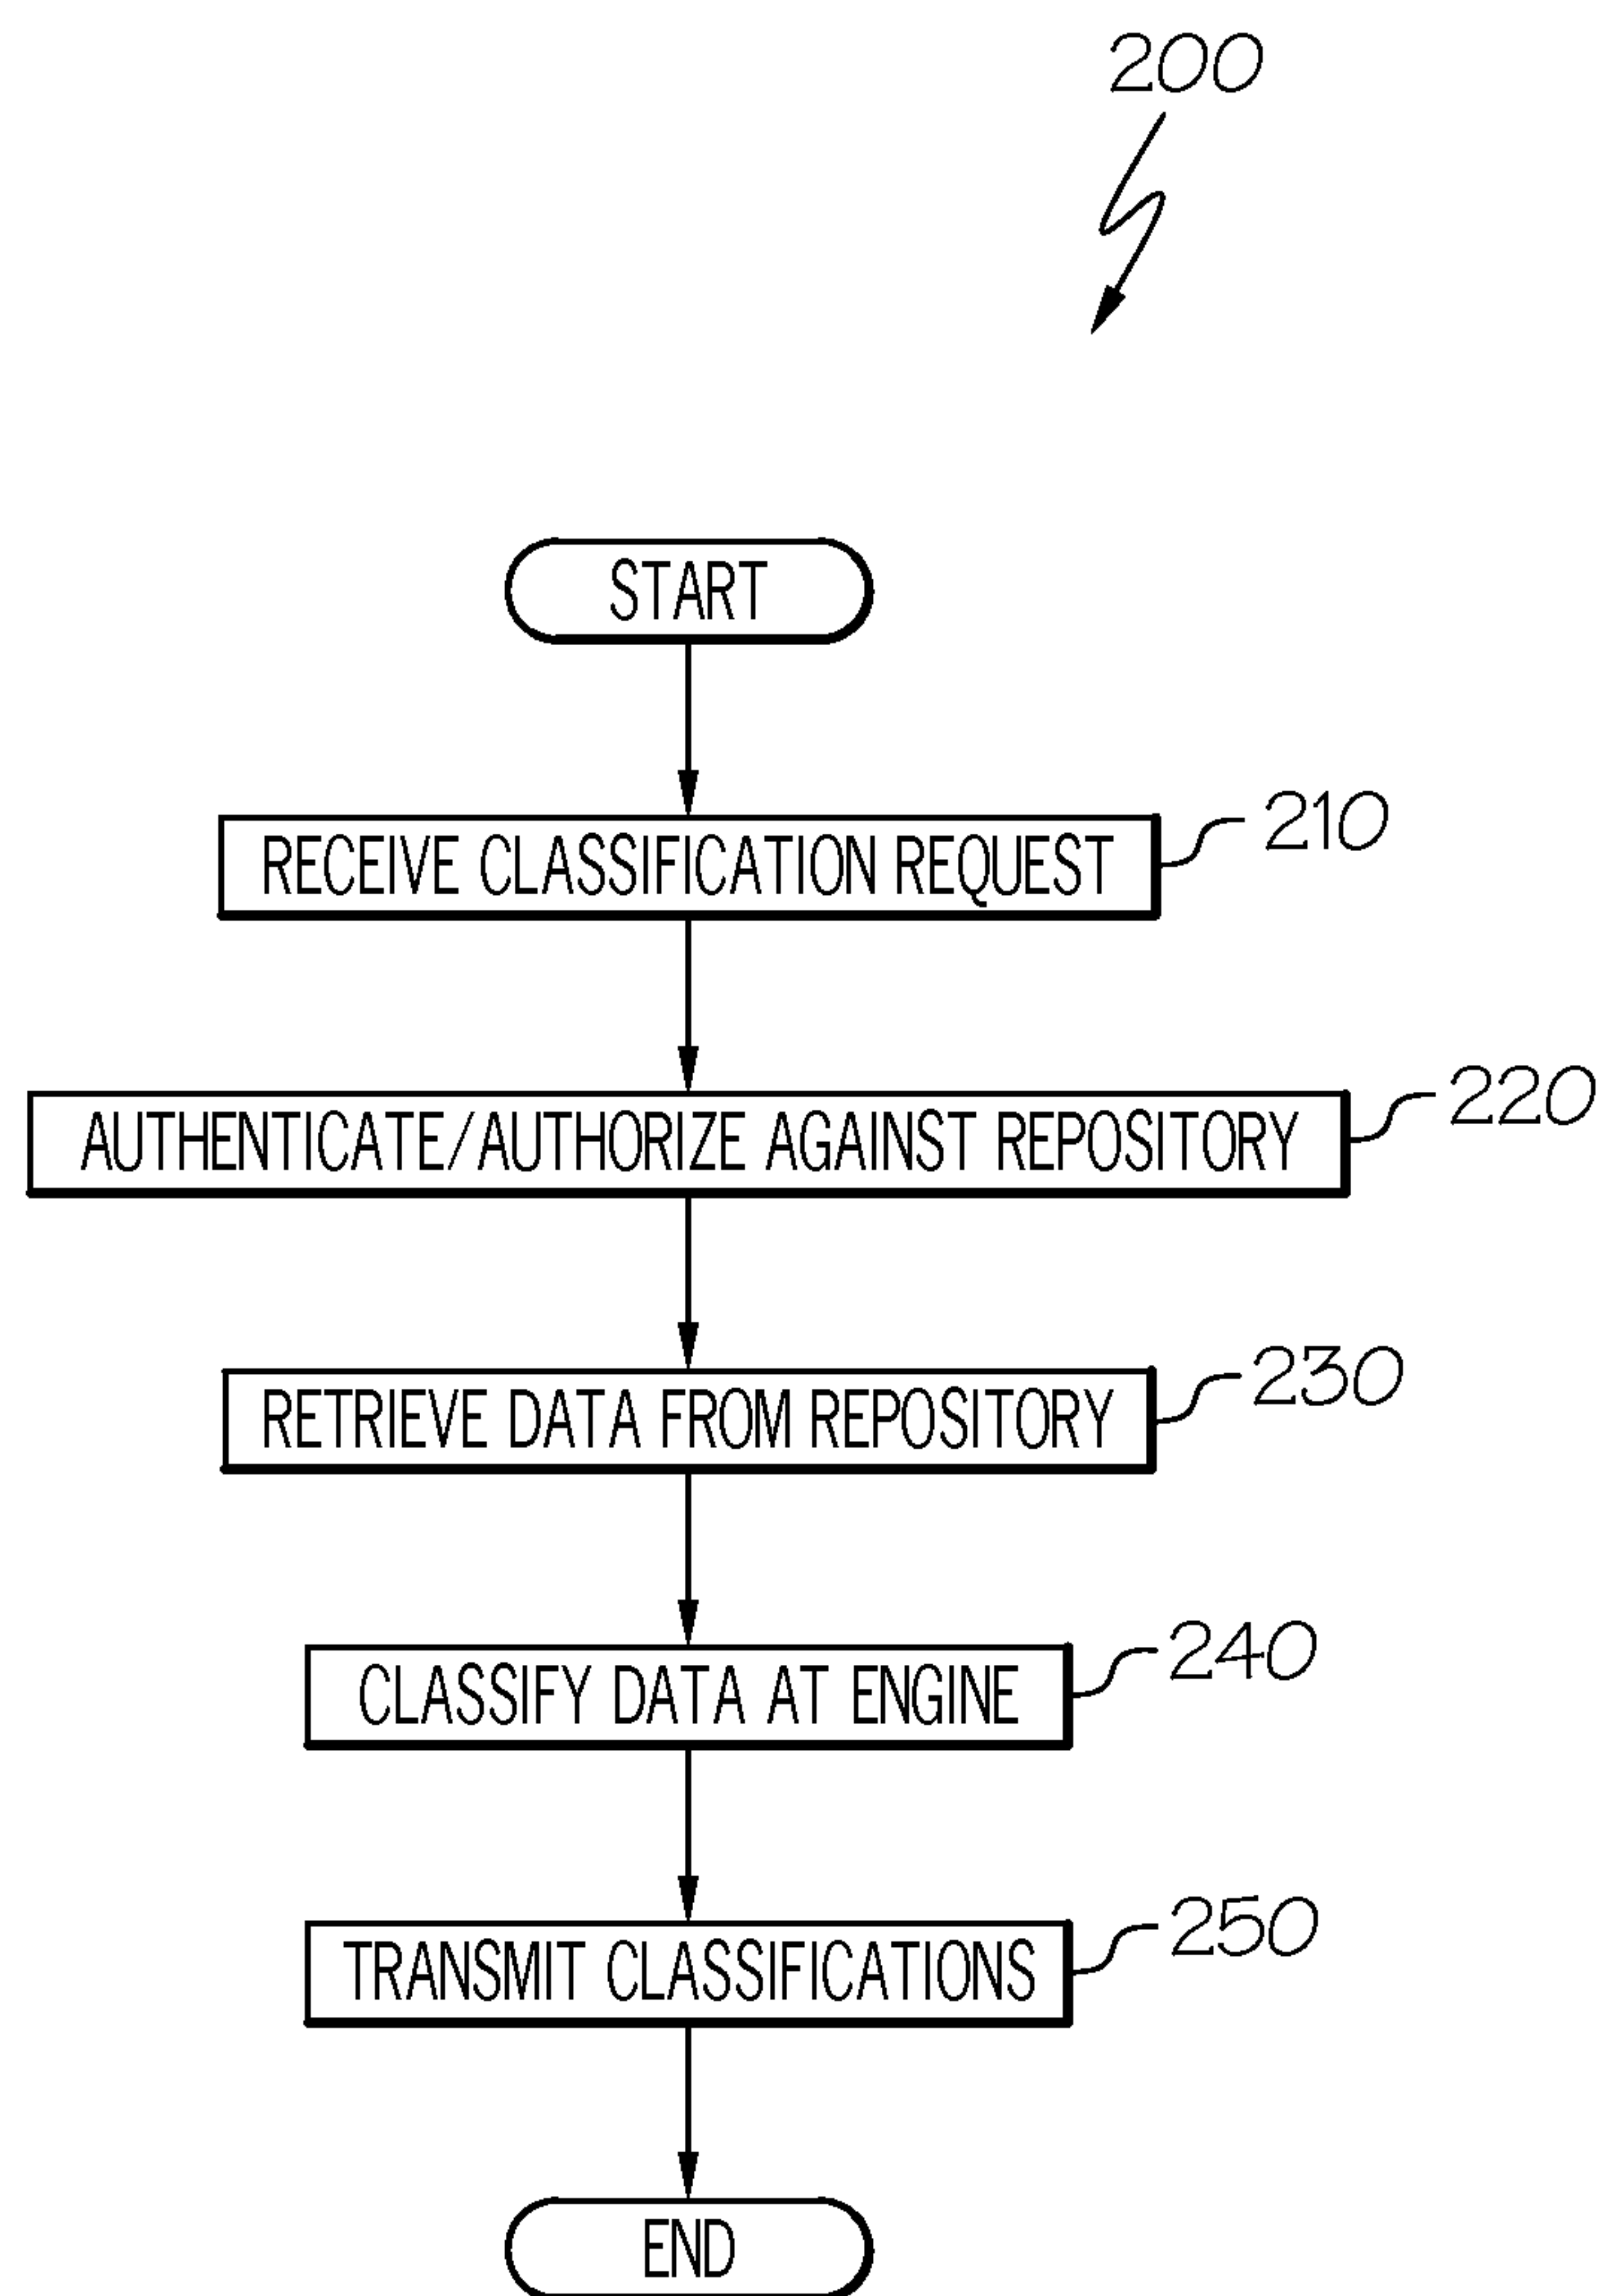 200
START
RECEIVE CLASSIFICATION REQUEST
210
AUTHENTICATE/AUTHORIZE AGAINST REPOSITORY
220
RETRIEVE DATA FROM REPOSITORY
230
CLASSIFY DATA AT ENGINE
240
TRANSMIT CLASSIFICATIONS
250
END